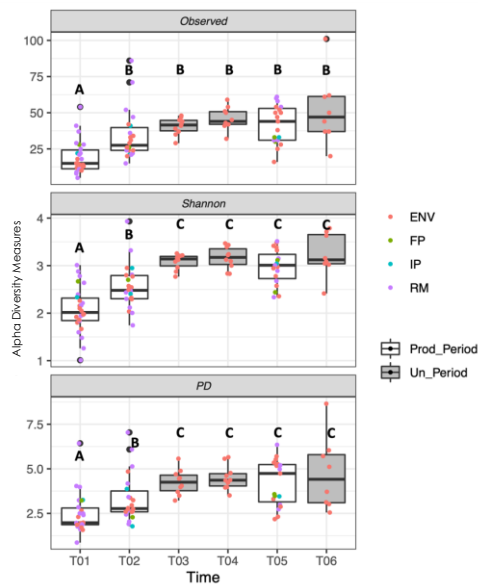 Observed
100
75
50
25
A B B B B B
Shannon
4
3
2
1
A B C C C C
PD
7.5
5.0
2.5
A B C C C C
T01 T02 T03 T04 T05 T06
Time
Alpha Diversity Measures
ENV
FP
IP
RM
Prod_Period
Un_Period